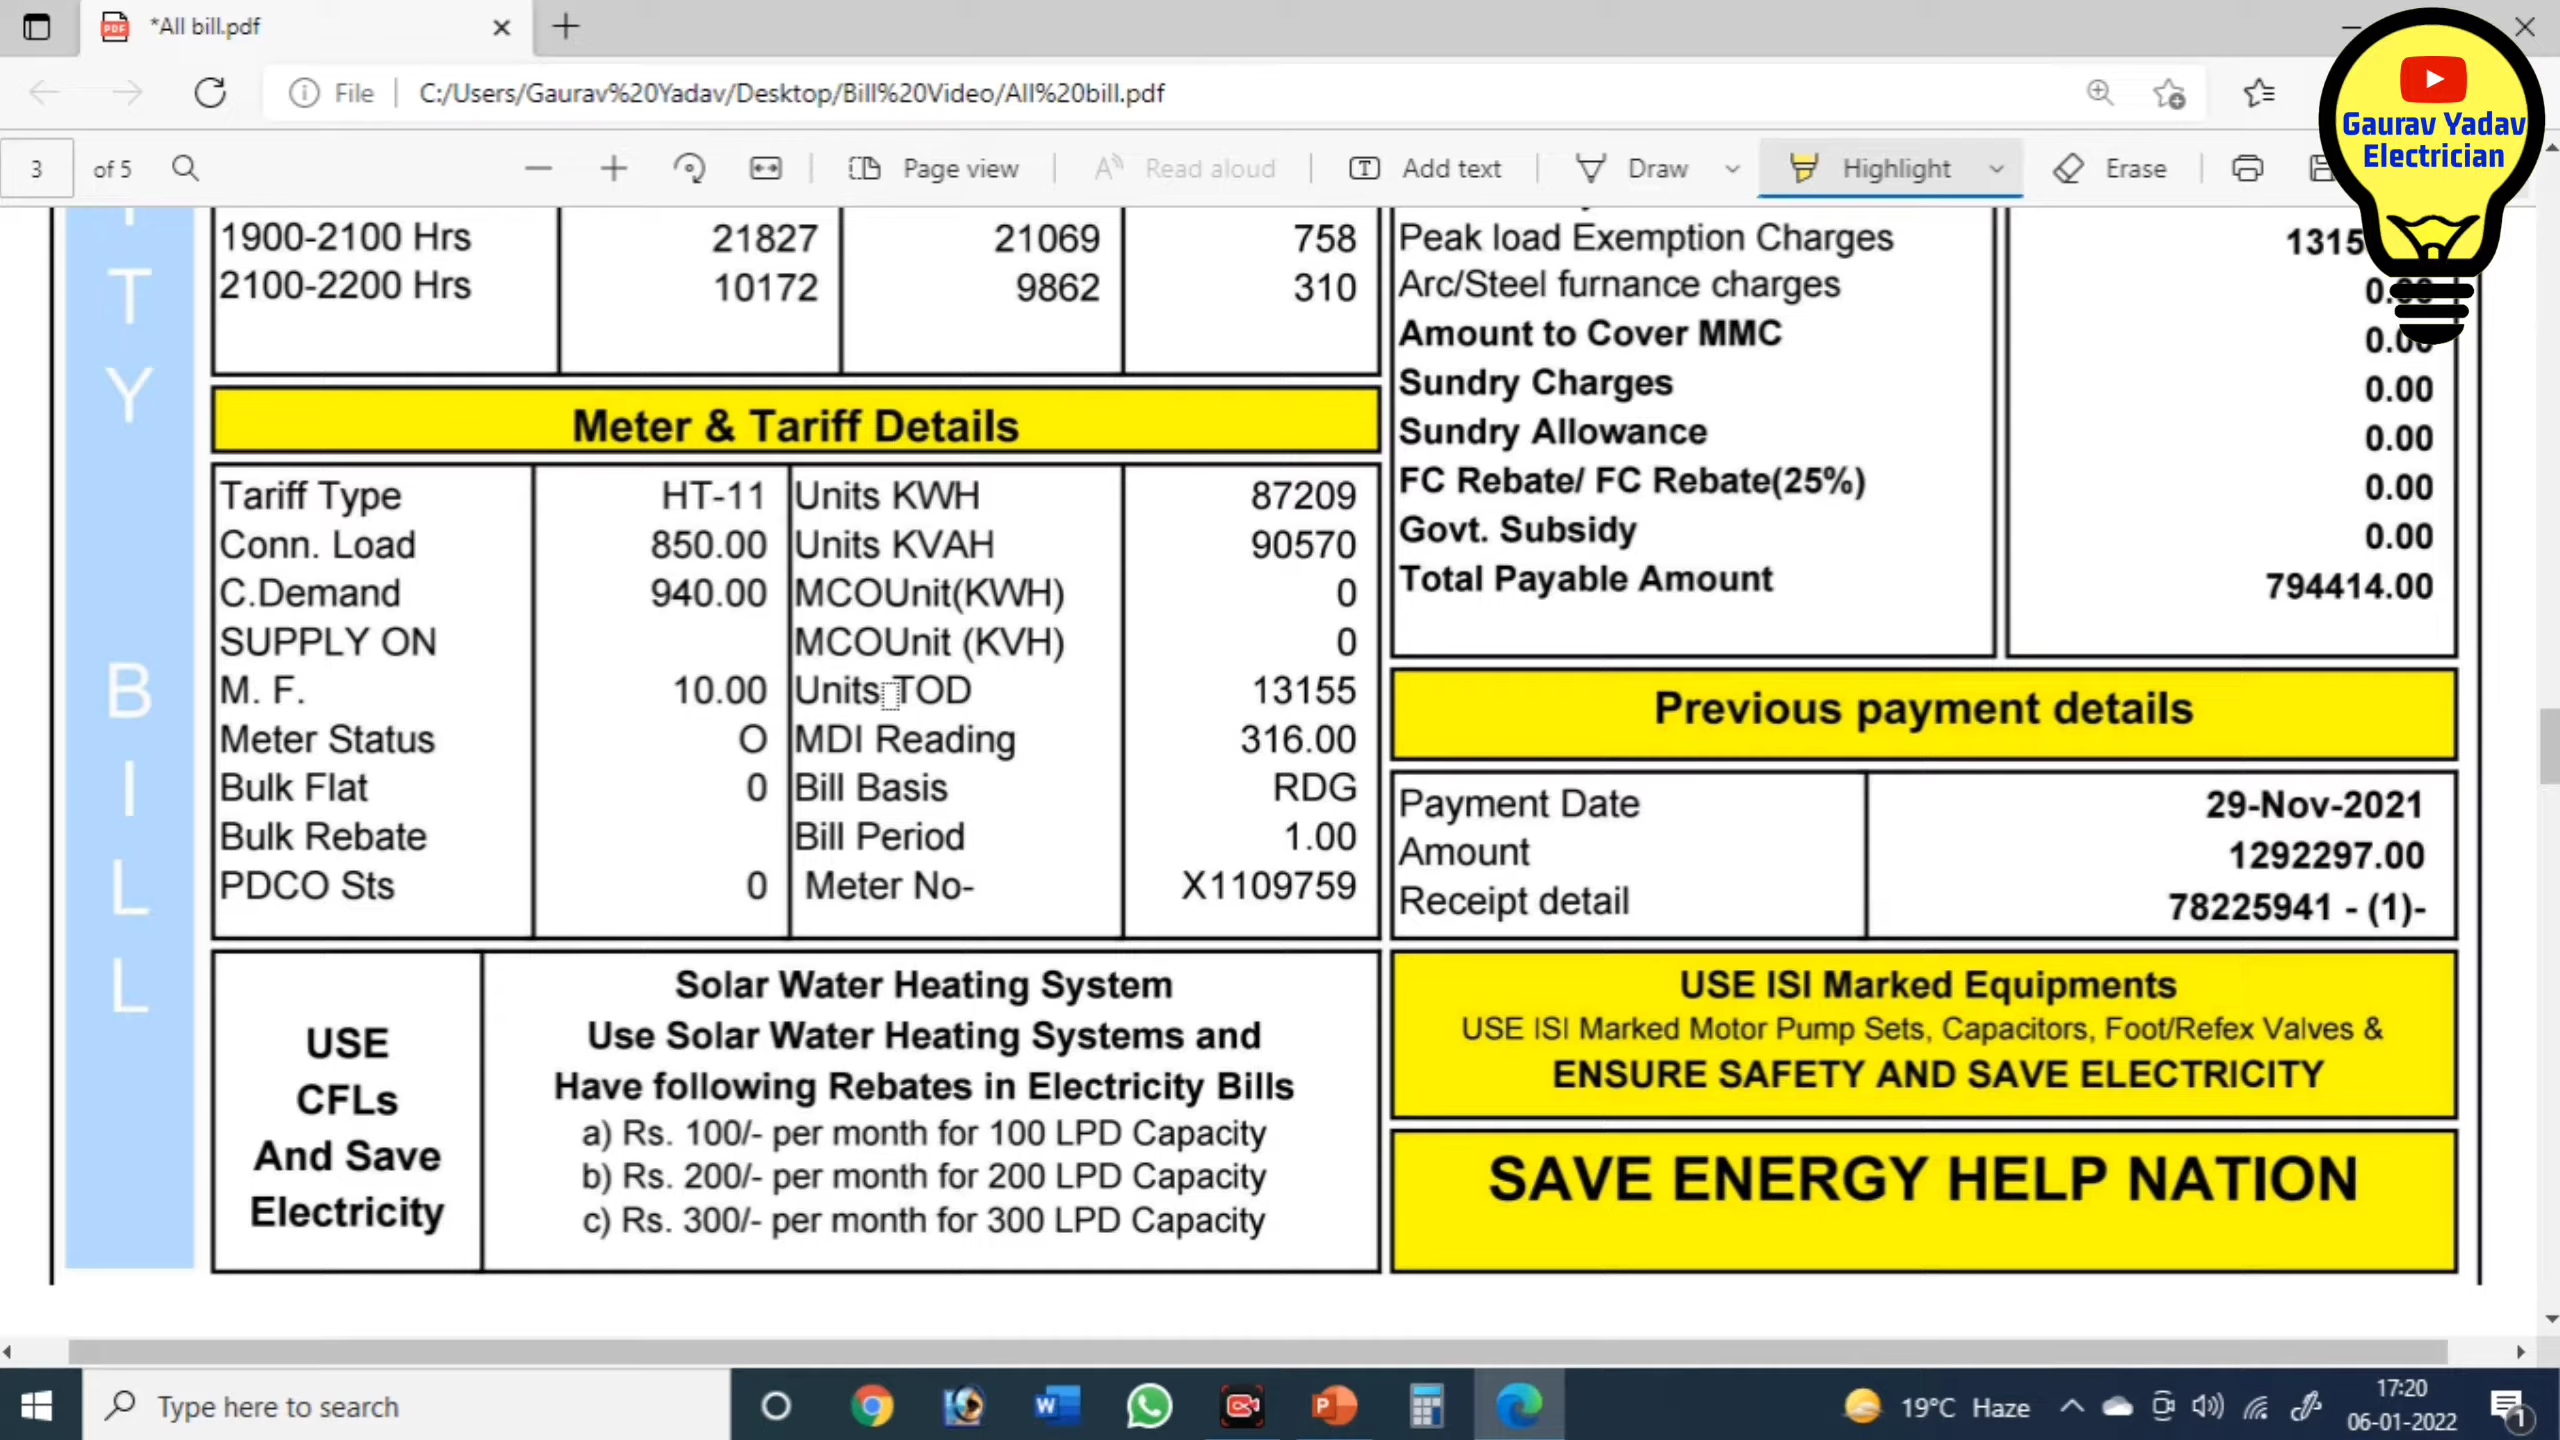 *All bill.pdf
File C:/Users/Gaurav%20Yadav/Desktop/Bill%20Video/All%20bill.pdf
Gaurav Yadav
Electrician
3 of 5 Page view Read aloud Add text Draw Highlight Erase
T
Y
B
I
L
L
1900-2100 Hrs 21827 21069 758
2100-2200 Hrs 10172 9862 310
Meter & Tariff Details
Tariff Type HT-11 Units KWH 87209
Conn. Load 850.00 Units KVAH 90570
C.Demand 940.00 MCOUnit(KWH) 0
SUPPLY ON MCOUnit (KVH) 0
M. F. 10.00 Units TOD 13155
Meter Status O MDI Reading 316.00
Bulk Flat 0 Bill Basis RDG
Bulk Rebate Bill Period 1.00
PDCO Sts 0 Meter No- X1109759
Peak load Exemption Charges
Arc/Steel furnance charges
Amount to Cover MMC 0.00
Sundry Charges 0.00
Sundry Allowance 0.00
FC Rebate/ FC Rebate(25%) 0.00
Govt. Subsidy 0.00
Total Payable Amount 794414.00
Previous payment details
Payment Date 29-Nov-2021
Amount 1292297.00
Receipt detail 78225941 - (1)-
USE
CFLs
And Save
Electricity
Solar Water Heating System
Use Solar Water Heating Systems and
Have following Rebates in Electricity Bills
a) Rs. 100/- per month for 100 LPD Capacity
b) Rs. 200/- per month for 200 LPD Capacity
c) Rs. 300/- per month for 300 LPD Capacity
USE ISI Marked Equipments
USE ISI Marked Motor Pump Sets, Capacitors, Foot/Refex Valves &
ENSURE SAFETY AND SAVE ELECTRICITY
SAVE ENERGY HELP NATION
Type here to search
19°C Haze
17:20
06-01-2022
1